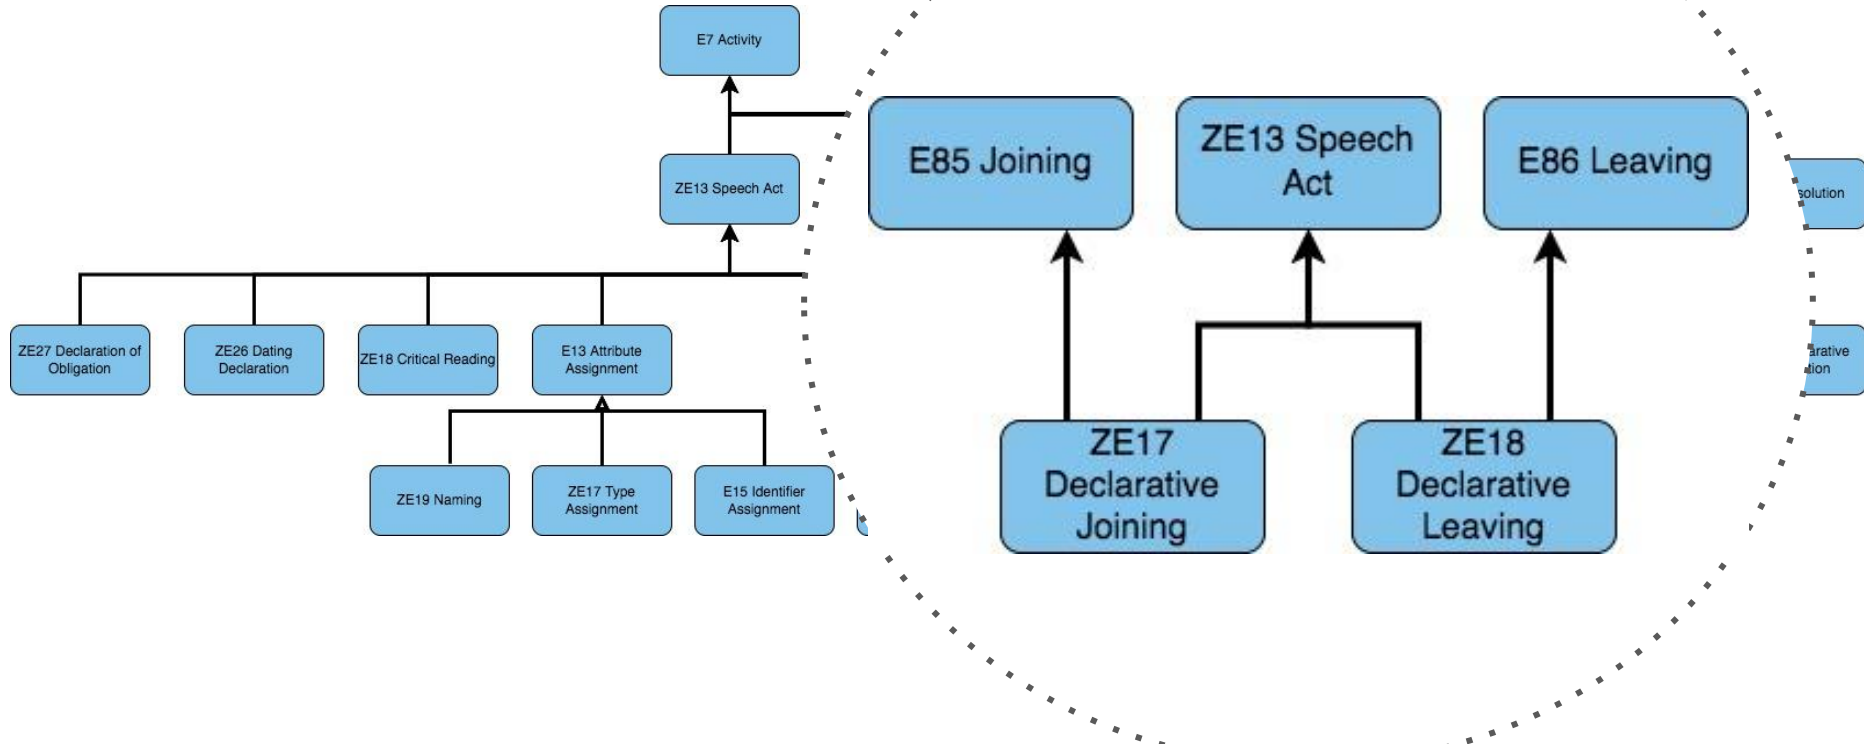 E7 Activity
ZE13 Speech Act
E85 Joining
ZE13 Speech
Act
E86 Leaving
ZE27 Declaration of
Obligation
ZE26 Dating
Declaration
ZE18 Critical Reading
E13 Attribute
Assignment
ZE17
Declarative
Joining
ZE18
Declarative
Leaving
ZE19 Naming
ZE17 Type
Assignment
E15 Identifier
Assignment